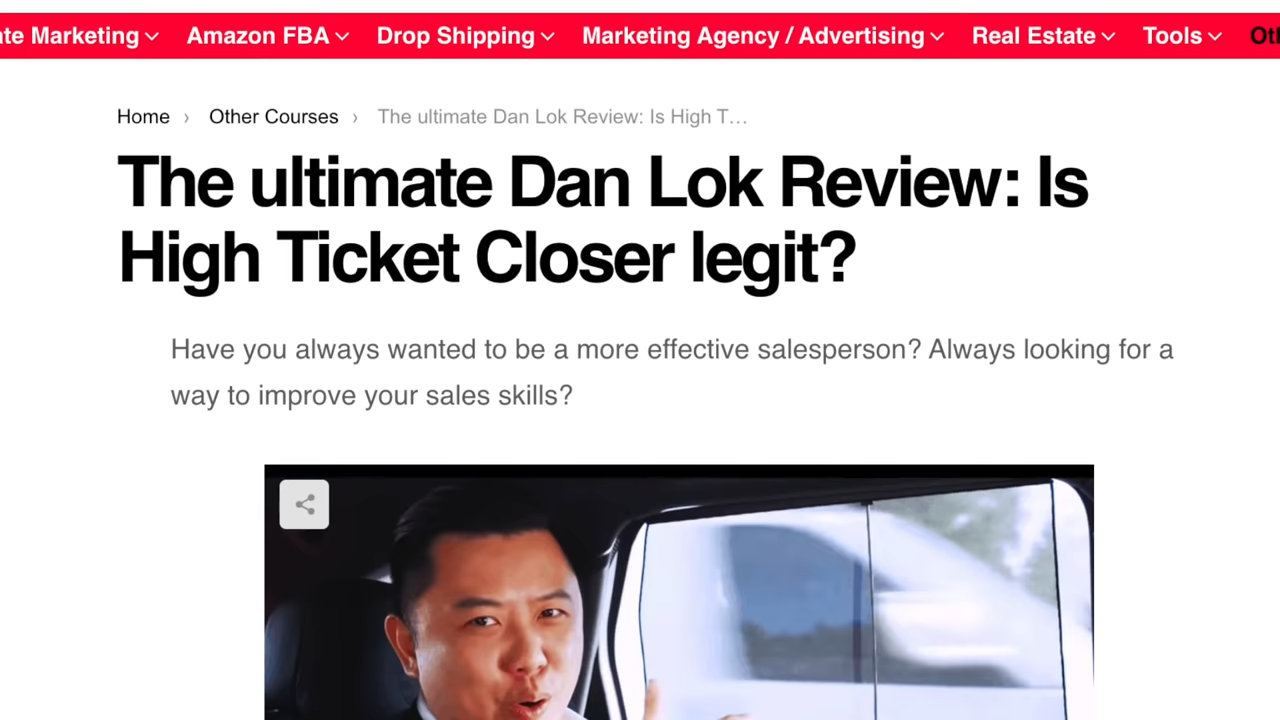 Marketing Amazon FBA Drop Shipping Marketing Agency / Advertising Real Estate Tools
Home › Other Courses › The ultimate Dan Lok Review: Is High T…
The ultimate Dan Lok Review: Is
High Ticket Closer legit?
Have you always wanted to be a more effective salesperson? Always looking for a
way to improve your sales skills?